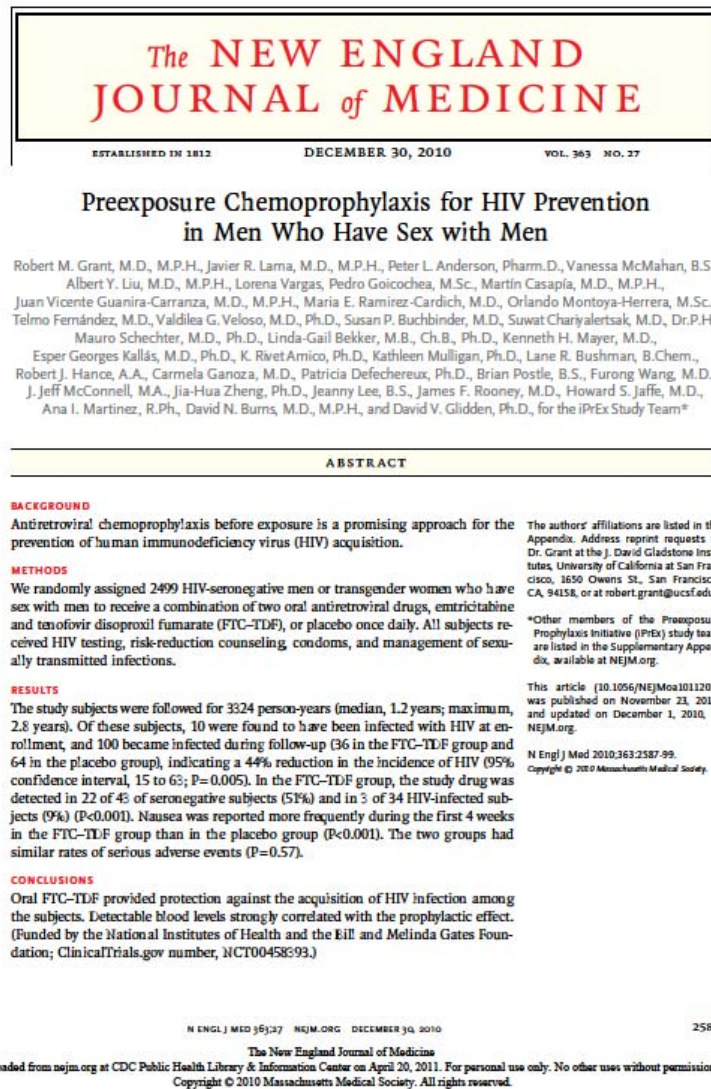 The NEW ENGLAND
JOURNAL of MEDICINE
ESTABLISHED IN 1812
DECEMBER 30, 2010
VOL. 363 NO. 27
Preexposure Chemoprophylaxis for HIV Prevention
in Men Who Have Sex with Men
Robert M. Grant, M.D., M.P.H., Javier R. Lama, M.D., M.P.H., Peter L. Anderson, Pharm.D., Vanessa McMahan, B.S
Albert Y. Liu, M.D., M.P.H., Lorena Vargas, Pedro Goicochea, M.Sc., Martín Casapía, M.D., M.P.H.,
Juan Vicente Guanira-Carranza, M.D., M.P.H., Maria E. Ramirez-Cardich, M.D., Orlando Montoya-Herrera, M.Sc.
Telmo Fernández, M.D., Valdilea G. Veloso, M.D., Ph.D., Susan P. Buchbinder, M.D., Suwat Chariyalertsak, M.D., Dr.P.H
Mauro Schechter, M.D., Ph.D., Linda-Gail Bekker, M.B., Ch.B., Ph.D., Kenneth H. Mayer, M.D.,
Esper Georges Kallás, M.D., Ph.D., K. Rivet Amico, Ph.D., Kathleen Mulligan, Ph.D., Lane R. Bushman, B.Chem.,
Robert J. Hance, A.A., Carmela Ganoza, M.D., Patricia Defechereux, Ph.D., Brian Postle, B.S., Furong Wang, M.D.
J. Jeff McConnell, M.A., Jia-Hua Zheng, Ph.D., Jeanny Lee, B.S., James F. Rooney, M.D., Howard S. Jaffe, M.D.,
Ana I. Martinez, R.Ph., David N. Burns, M.D., M.P.H., and David V. Glidden, Ph.D., for the iPrEx Study Team*
ABSTRACT
BACKGROUND
Antiretroviral chemoprophylaxis before exposure is a promising approach for the
prevention of human immunodeficiency virus (HIV) acquisition.
METHODS
We randomly assigned 2499 HIV-seronegative men or transgender women who have
sex with men to receive a combination of two oral antiretroviral drugs, emtricitabine
and tenofovir disoproxil fumarate (FTC–TDF), or placebo once daily. All subjects re-
ceived HIV testing, risk-reduction counseling, condoms, and management of sexu-
ally transmitted infections.
RESULTS
The study subjects were followed for 3324 person-years (median, 1.2 years; maximum,
2.8 years). Of these subjects, 10 were found to have been infected with HIV at en-
rollment, and 100 became infected during follow-up (36 in the FTC–TDF group and
64 in the placebo group), indicating a 44% reduction in the incidence of HIV (95%
confidence interval, 15 to 63; P=0.005). In the FTC–TDF group, the study drug was
detected in 22 of 43 of seronegative subjects (51%) and in 3 of 34 HIV-infected sub-
jects (9%) (P<0.001). Nausea was reported more frequently during the first 4 weeks
in the FTC–TDF group than in the placebo group (P<0.001). The two groups had
similar rates of serious adverse events (P=0.57).
CONCLUSIONS
Oral FTC–TDF provided protection against the acquisition of HIV infection among
the subjects. Detectable blood levels strongly correlated with the prophylactic effect.
(Funded by the National Institutes of Health and the Bill and Melinda Gates Foun-
dation; ClinicalTrials.gov number, NCT00458393.)
The authors' affiliations are listed in th
Appendix. Address reprint requests
Dr. Grant at the J. David Gladstone Inst
tutes, University of California at San Fra
cisco, 1650 Owens St., San Francisco
CA, 94158, or at robert.grant@ucsf.edu
*Other members of the Preexposu
Prophylaxis Initiative (iPrEx) study tea
are listed in the Supplementary Appe
dix, available at NEJM.org.
This article (10.1056/NEJMoa101120
was published on November 23, 201
and updated on December 1, 2010,
NEJM.org.
N Engl J Med 2010;363:2587-99.
Copyright © 2010 Massachusetts Medical Society.
N ENGL J MED 363;27 NEJM.ORG DECEMBER 30, 2010
258
The New England Journal of Medicine
aded from nejm.org at CDC Public Health Library & Information Center on April 20, 2011. For personal use only. No other uses without permission
Copyright © 2010 Massachusetts Medical Society. All rights reserved.